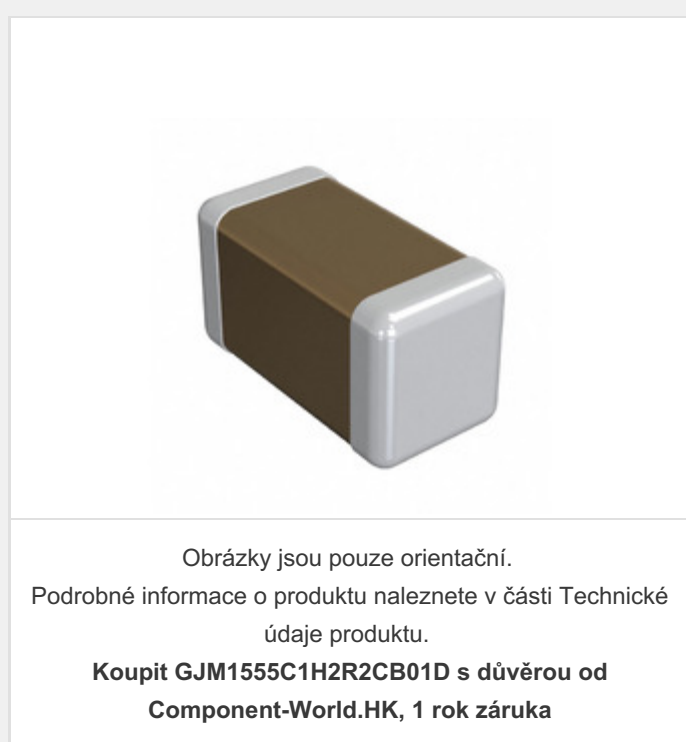 Obrázky jsou pouze orientační.
Podrobné informace o produktu naleznete v části Technické
údaje produktu.
Koupit GJM1555C1H2R2CB01D s důvěrou od
Component-World.HK, 1 rok záruka